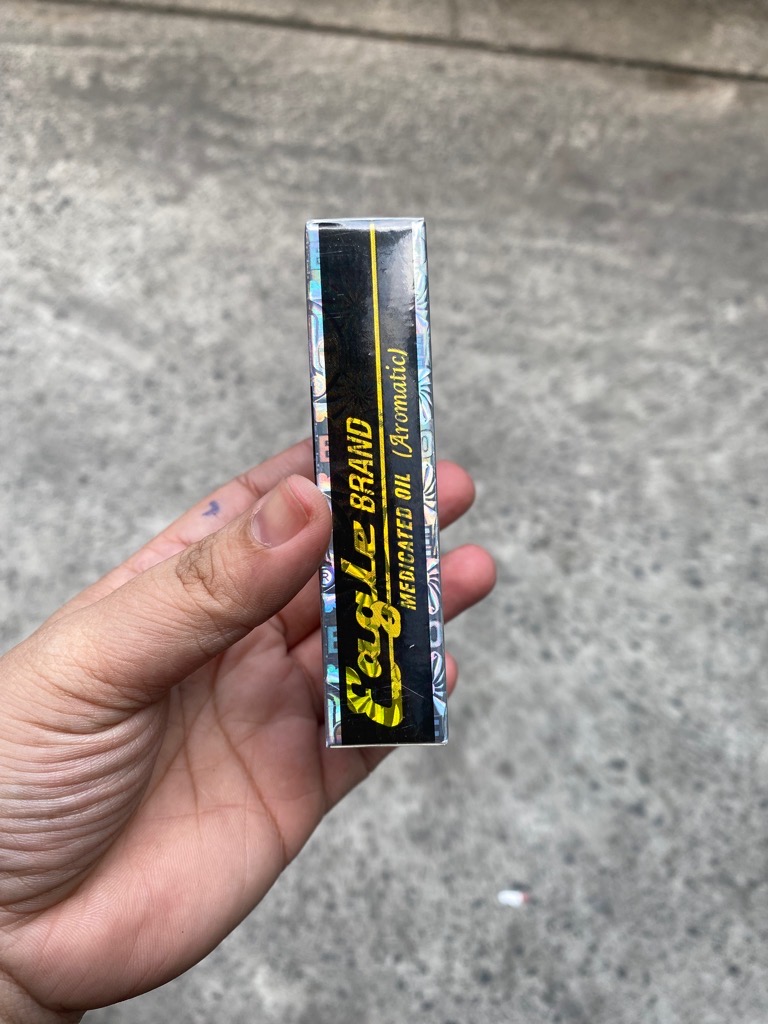 Eagle BRAND
MEDICATED OIL (Aromatic)